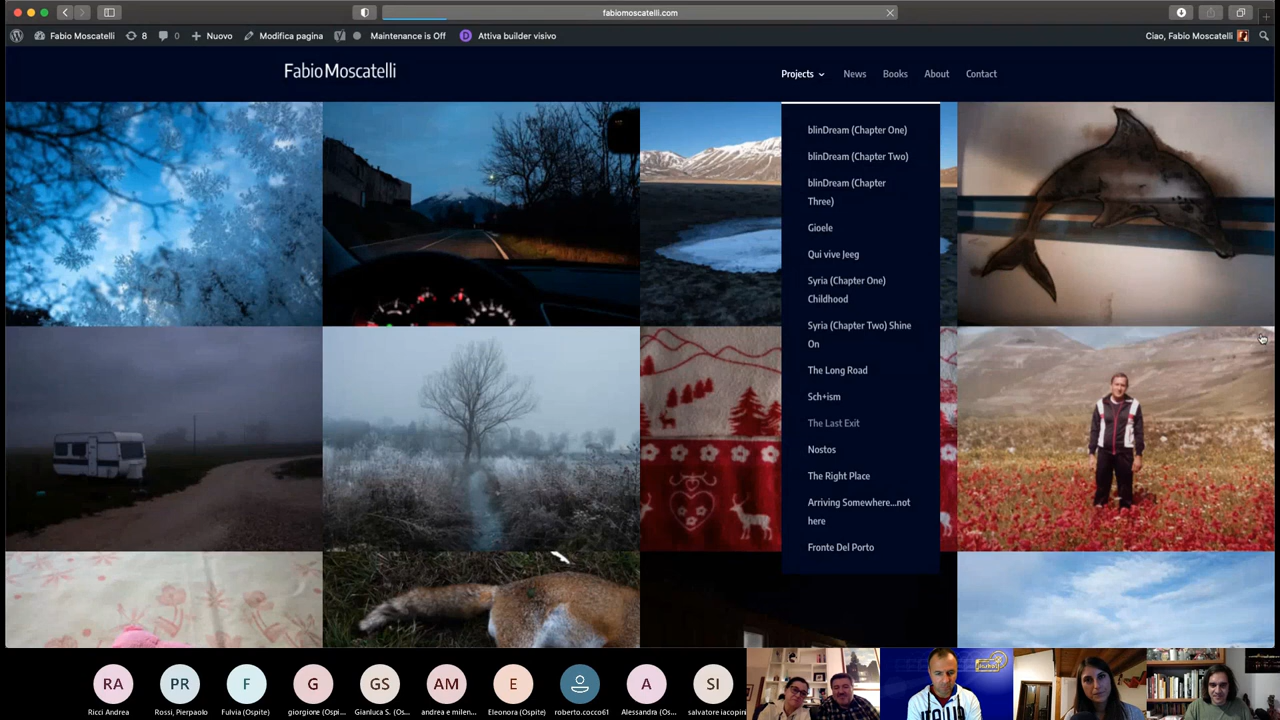 fabiomoscatelli.com
Fabio Moscatelli 8 0 Nuovo Modifica pagina Maintenance is Off D Attiva builder visivo Ciao, Fabio Moscatelli
FabioMoscatelli
Projects News Books About Contact
blinDream (Chapter One)
blinDream (Chapter Two)
blinDream (Chapter
Three)
Gioele
Qui vive Jeeg
Syria (Chapter One)
Childhood
Syria (Chapter Two) Shine
On
The Long Road
Sch+ism
The Last Exit
Nostos
The Right Place
Arriving Somewhere...not
here
Fronte Del Porto
RA PR F G GS AM E A SI
Ricci Andrea Rossi, Pierpaolo Fulvia (Ospite) giorgione (Ospi... Gianluca S. (Os... andrea e milen... Eleonora (Ospite) roberto.cocco61 Alessandra (Os... salvatore iacopin
ITALIA